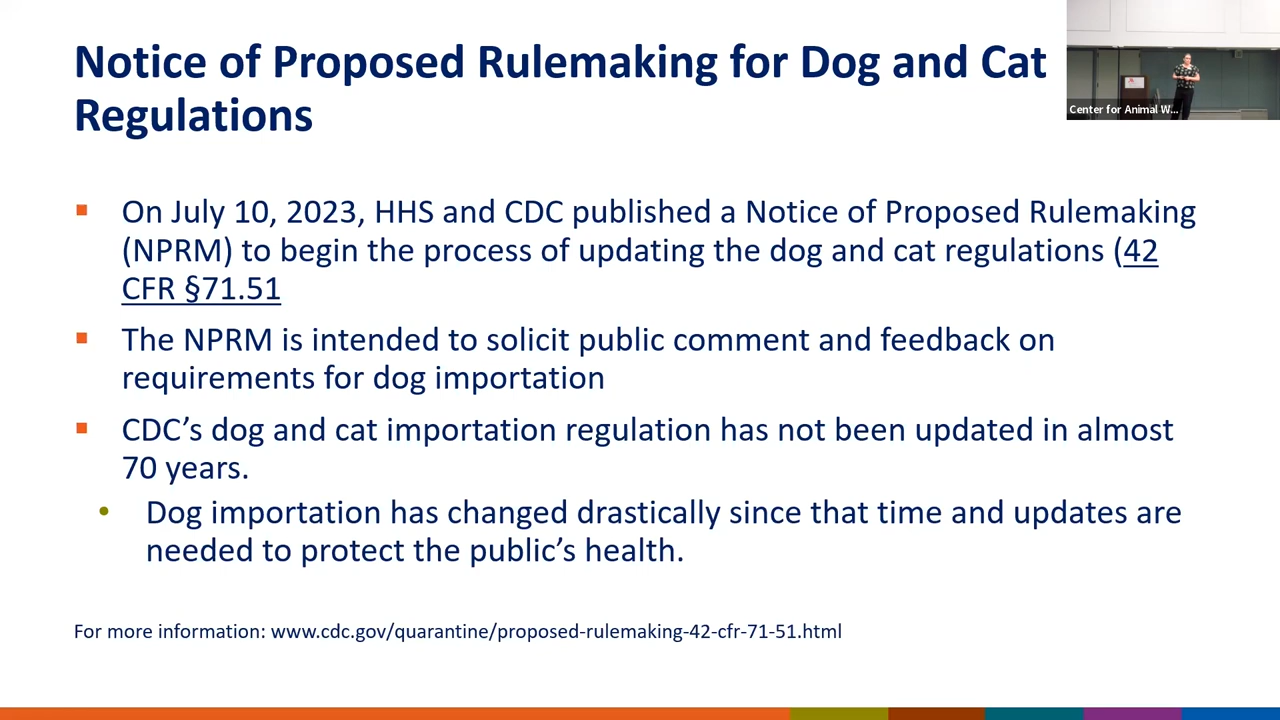 Notice of Proposed Rulemaking for Dog and Cat
Regulations
Center for Animal W...
▪ On July 10, 2023, HHS and CDC published a Notice of Proposed Rulemaking
(NPRM) to begin the process of updating the dog and cat regulations (42
CFR §71.51
▪ The NPRM is intended to solicit public comment and feedback on
requirements for dog importation
▪ CDC’s dog and cat importation regulation has not been updated in almost
70 years.
• Dog importation has changed drastically since that time and updates are
needed to protect the public’s health.
For more information: www.cdc.gov/quarantine/proposed-rulemaking-42-cfr-71-51.html